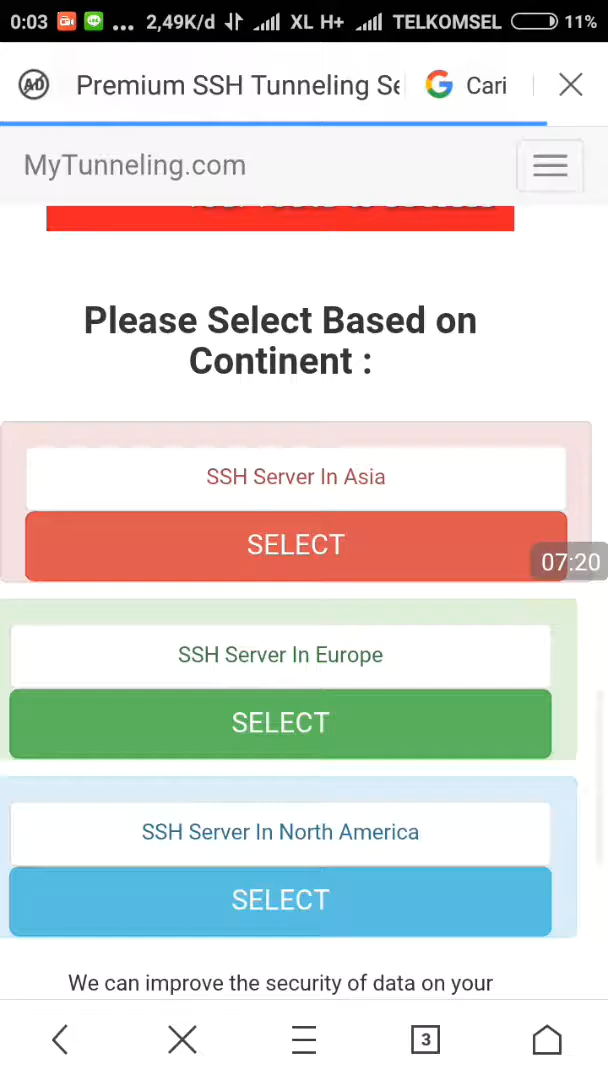 0:03 ... 2,49K/d XL H+ TELKOMSEL 11%
AD Premium SSH Tunneling Se G Cari
MyTunneling.com
Please Select Based on
Continent :
SSH Server In Asia
SELECT
07:20
SSH Server In Europe
SELECT
SSH Server In North America
SELECT
We can improve the security of data on your
3